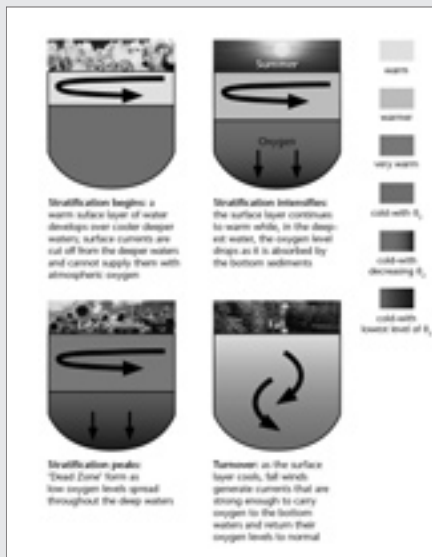 Summer
Oxygen
Stratification begins: a
warm suface layer of water
develops over cooler deeper
waters; surface currents are
cut off from the deeper waters
and cannot supply them with
atmospheric oxygen
Stratification intensifies:
the surface layer continues
to warm while, in the deep-
est water, the oxygen level
drops as it is absorbed by
the bottom sediments
warm
warmer
very warm
cold-with
cold-with
decreasing
cold-with
lowest level of
Stratification peaks:
'Dead Zone' form as
low oxygen levels spread
throughout the deep waters
Turnover: as the surface
layer cools, fall winds
generate currents that are
strong enough to carry
oxygen to the bottom
waters and return their
oxygen levels to normal